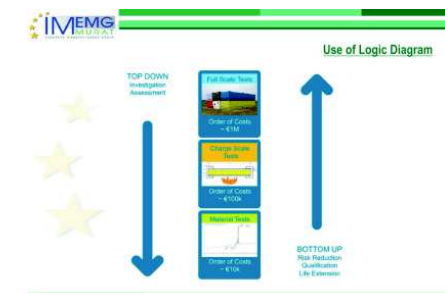 IMEMG
MURAT
Use of Logic Diagram
TOP DOWN
Investigation
Assessment
Full Scale Tests
Order of Costs
~ €1M
Charge Scale
Tests
Order of Costs
~ €100k
Material Tests
Order of Costs
~ €10k
BOTTOM UP
Risk Reduction
Qualification
Life Extension